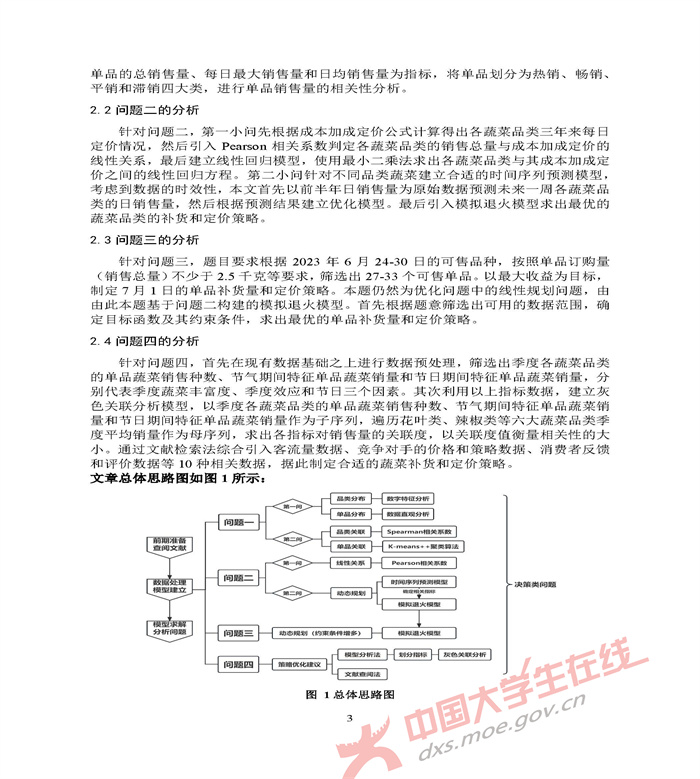 单品的总销售量、每日最大销售量和日均销售量为指标，将单品划分为热销、畅销、
平销和滞销四大类，进行单品销售量的相关性分析。
2.2 问题二的分析
针对问题二，第一小问先根据成本加成定价公式计算得出各蔬菜品类三年来每日
定价情况，然后引入 Pearson 相关系数判定各蔬菜品类的销售总量与成本加成定价的
线性关系，最后建立线性回归模型，使用最小二乘法求出各蔬菜品类与其成本加成定
价之间的线性回归方程。第二小问针对不同品类蔬菜建立合适的时间序列预测模型，
考虑到数据的时效性，本文首先以前半年日销售量为原始数据预测未来一周各蔬菜品
类的日销售量，然后根据预测结果建立优化模型。最后引入模拟退火模型求出最优的
蔬菜品类的补货和定价策略。
2.3 问题三的分析
针对问题三，题目要求根据 2023 年 6 月 24-30 日的可售品种，按照单品订购量
（销售总量）不少于 2.5 千克等要求，筛选出 27-33 个可售单品。以最大收益为目标，
制定 7 月 1 日的单品补货量和定价策略。本题仍然为优化问题中的线性规划问题，由
由此本题基于问题二构建的模拟退火模型。首先根据题意筛选出可用的数据范围，确
定目标函数及其约束条件，求出最优的单品补货量和定价策略。
2.4 问题四的分析
针对问题四，首先在现有数据基础之上进行数据预处理，筛选出季度各蔬菜品类
的单品蔬菜销售种数、节气期间特征单品蔬菜销量和节日期间特征单品蔬菜销量，分
别代表季度蔬菜丰富度、季度效应和节日三个因素。其次利用以上指标数据，建立灰
色关联分析模型，以季度各蔬菜品类的单品蔬菜销售种数、节气期间特征单品蔬菜销
量和节日期间特征单品蔬菜销量作为子序列，遍历花叶类、辣椒类等六大蔬菜品类季
度平均销量作为母序列，求出各指标对销售量的关联度，以关联度值衡量相关性的大
小。通过文献检索法综合引入客流量数据、竞争对手的价格和策略数据、消费者反馈
和评价数据等 10 种相关数据，据此制定合适的蔬菜补货和定价策略。
文章总体思路图如图 1 所示：
前期准备
查阅文献
数据处理
模型建立
模型求解
分析问题
问题一
第一问
品类分布
数字特征分析
单品分布
数据直观分析
第二问
品类关联
Spearman相关系数
单品关联
K-means++聚类算法
问题二
第一问
线性关系
Pearson相关系数
第二问
动态规划
时间序列预测模型
确定相关指标
模拟退火模型
问题三
动态规划（约束条件增多）
模拟退火模型
问题四
策略优化建议
模型分析法
划分指标
灰色关联分析
文献查阅法
决策类问题
图 1 总体思路图
3
中国大学生在线
dxs.moe.gov.cn